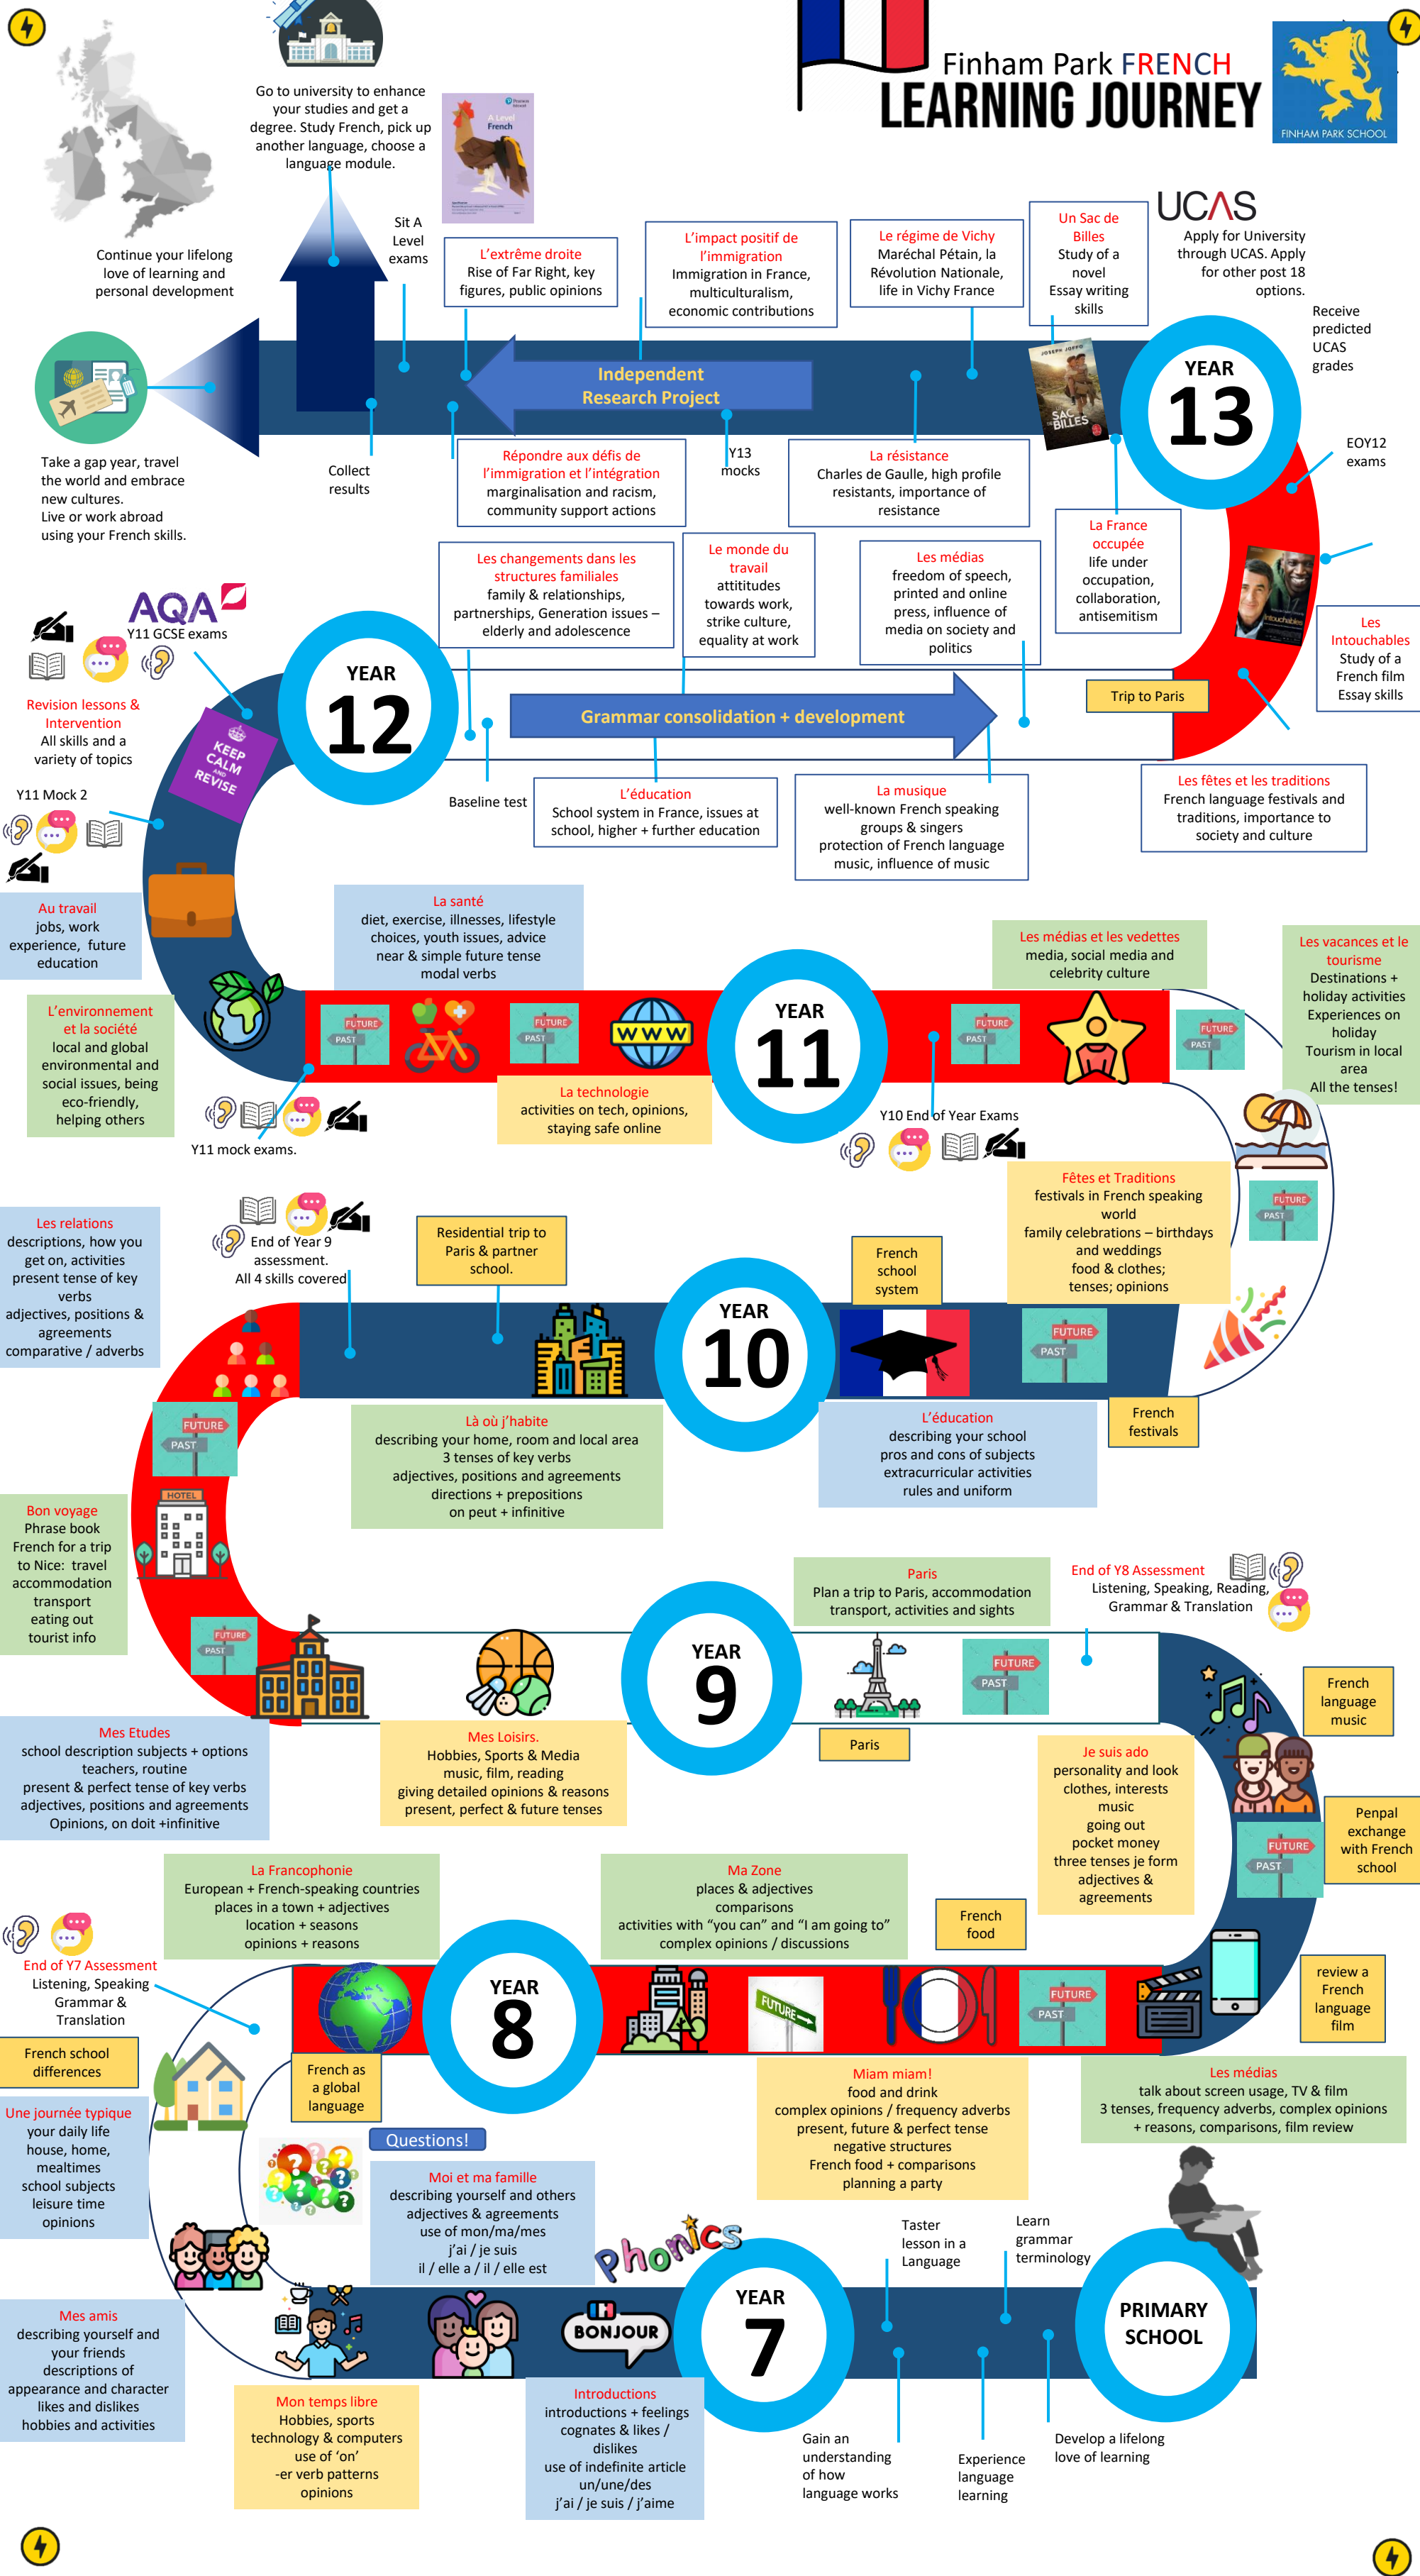 Finham Park FRENCH
LEARNING JOURNEY
FINHAM PARK SCHOOL
Go to university to enhance
your studies and get a
degree. Study French, pick up
another language, choose a
language module.
A Level
French
Continue your lifelong
love of learning and
personal development
Sit A
Level
exams
L'extrême droite
Rise of Far Right, key
figures, public opinions
L'impact positif de
l'immigration
Immigration in France,
multiculturalism,
economic contributions
Le régime de Vichy
Maréchal Pétain, la
Révolution Nationale,
life in Vichy France
Un Sac de
Billes
Study of a
novel
Essay writing
skills
UCAS
Apply for University
through UCAS. Apply
for other post 18
options.
Receive
predicted
UCAS
grades
YEAR
13
JOSEPH JOFFO
SAC
DE BILLES
Independent
Research Project
Take a gap year, travel
the world and embrace
new cultures.
Live or work abroad
using your French skills.
Collect
results
Répondre aux défis de
l'immigration et l'intégration
marginalisation and racism,
community support actions
Y13
mocks
La résistance
Charles de Gaulle, high profile
resistants, importance of
resistance
La France
occupée
life under
occupation,
collaboration,
antisemitism
EOY12
exams
Les
Intouchables
Study of a
French film
Essay skills
Les changements dans les
structures familiales
family & relationships,
partnerships, Generation issues –
elderly and adolescence
Le monde du
travail
attititudes
towards work,
strike culture,
equality at work
Les médias
freedom of speech,
printed and online
press, influence of
media on society and
politics
Trip to Paris
AQA
Y11 GCSE exams
YEAR
12
Grammar consolidation + development
Revision lessons &
Intervention
All skills and a
variety of topics
KEEP
CALM
AND
REVISE
Y11 Mock 2
Baseline test
L'éducation
School system in France, issues at
school, higher + further education
La musique
well-known French speaking
groups & singers
protection of French language
music, influence of music
Les fêtes et les traditions
French language festivals and
traditions, importance to
society and culture
Au travail
jobs, work
experience, future
education
La santé
diet, exercise, illnesses, lifestyle
choices, youth issues, advice
near & simple future tense
modal verbs
Les médias et les vedettes
media, social media and
celebrity culture
Les vacances et le
tourisme
Destinations +
holiday activities
Experiences on
holiday
Tourism in local
area
All the tenses!
L'environnement
et la société
local and global
environmental and
social issues, being
eco-friendly,
helping others
FUTURE
PAST
FUTURE
PAST
WWW
YEAR
11
FUTURE
PAST
FUTURE
PAST
La technologie
activities on tech, opinions,
staying safe online
Y11 mock exams.
Y10 End of Year Exams
Fêtes et Traditions
festivals in French speaking
world
family celebrations – birthdays
and weddings
food & clothes;
tenses; opinions
FUTURE
PAST
Les relations
descriptions, how you
get on, activities
present tense of key
verbs
adjectives, positions &
agreements
comparative / adverbs
End of Year 9
assessment.
All 4 skills covered
Residential trip to
Paris & partner
school.
French
school
system
YEAR
10
FUTURE
PAST
French
festivals
Là où j'habite
describing your home, room and local area
3 tenses of key verbs
adjectives, positions and agreements
directions + prepositions
on peut + infinitive
L'éducation
describing your school
pros and cons of subjects
extracurricular activities
rules and uniform
FUTURE
PAST
HOTEL
Bon voyage
Phrase book
French for a trip
to Nice: travel
accommodation
transport
eating out
tourist info
FUTURE
PAST
Paris
Plan a trip to Paris, accommodation
transport, activities and sights
End of Y8 Assessment
Listening, Speaking, Reading,
Grammar & Translation
YEAR
9
FUTURE
PAST
Paris
French
language
music
Mes Etudes
school description subjects + options
teachers, routine
present & perfect tense of key verbs
adjectives, positions and agreements
Opinions, on doit +infinitive
Mes Loisirs.
Hobbies, Sports & Media
music, film, reading
giving detailed opinions & reasons
present, perfect & future tenses
Je suis ado
personality and look
clothes, interests
music
going out
pocket money
three tenses je form
adjectives &
agreements
Penpal
exchange
with French
school
FUTURE
PAST
La Francophonie
European + French-speaking countries
places in a town + adjectives
location + seasons
opinions + reasons
Ma Zone
places & adjectives
comparisons
activities with “you can” and “I am going to”
complex opinions / discussions
French
food
review a
French
language
film
End of Y7 Assessment
Listening, Speaking
Grammar &
Translation
YEAR
8
FUTURE
FUTURE
PAST
French school
differences
French as
a global
language
Miam miam!
food and drink
complex opinions / frequency adverbs
present, future & perfect tense
negative structures
French food + comparisons
planning a party
Les médias
talk about screen usage, TV & film
3 tenses, frequency adverbs, complex opinions
+ reasons, comparisons, film review
Une journée typique
your daily life
house, home,
mealtimes
school subjects
leisure time
opinions
Questions!
Moi et ma famille
describing yourself and others
adjectives & agreements
use of mon/ma/mes
j'ai / je suis
il / elle a / il / elle est
Phonics
Taster
lesson in a
Language
Learn
grammar
terminology
YEAR
7
PRIMARY
SCHOOL
BONJOUR
Mes amis
describing yourself and
your friends
descriptions of
appearance and character
likes and dislikes
hobbies and activities
Mon temps libre
Hobbies, sports
technology & computers
use of ‘on’
-er verb patterns
opinions
Introductions
introductions + feelings
cognates & likes /
dislikes
use of indefinite article
un/une/des
j'ai / je suis / j'aime
Gain an
understanding
of how
language works
Experience
language
learning
Develop a lifelong
love of learning